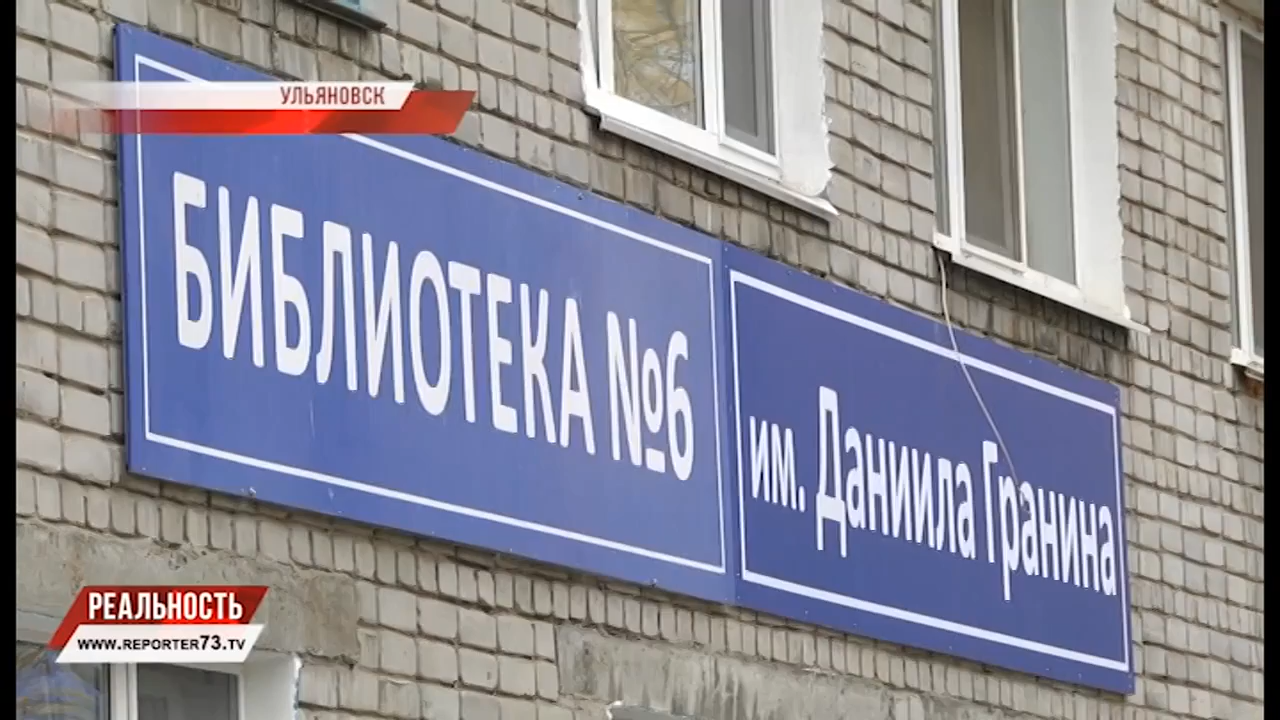 УЛЬЯНОВСК
БИБЛИОТЕКА №6
им. Даниила Гранина
РЕАЛЬНОСТЬ
WWW.REPORTER73.TV